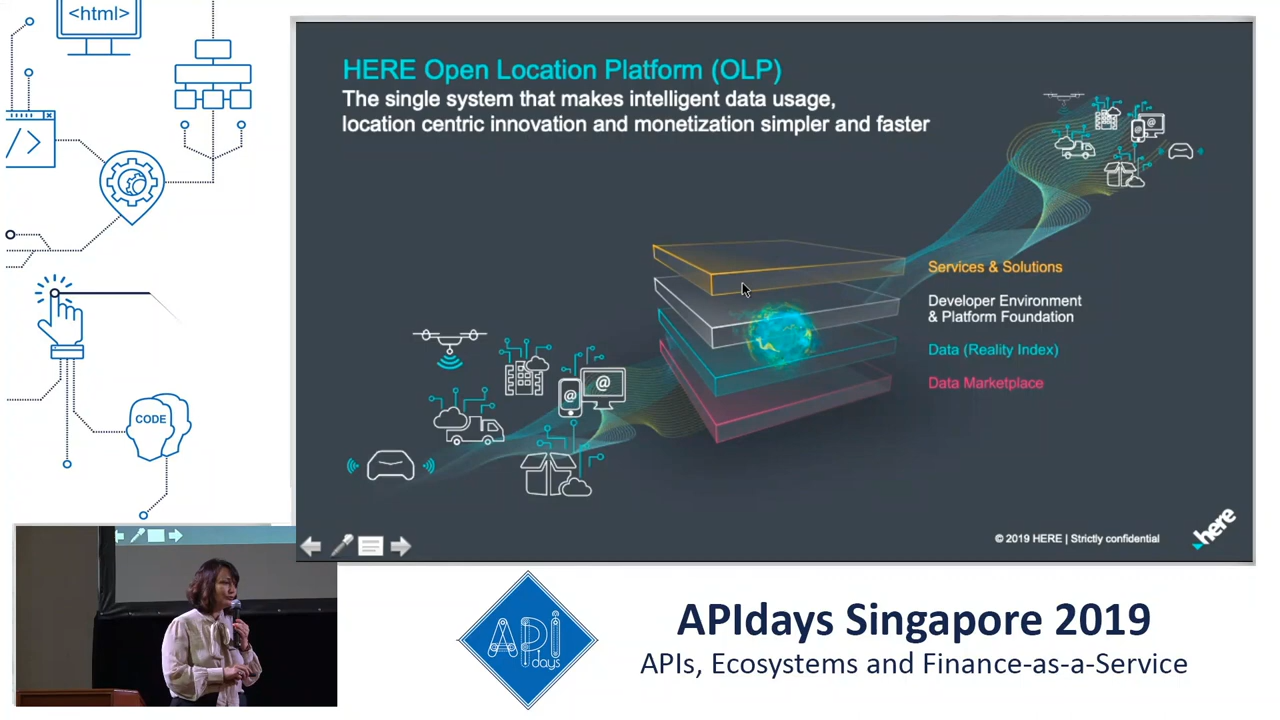 <html>
</>
CODE
HERE Open Location Platform (OLP)
The single system that makes intelligent data usage,
location centric innovation and monetization simpler and faster
Services & Solutions
Developer Environment
& Platform Foundation
Data (Reality Index)
Data Marketplace
@
@
@
@
© 2019 HERE | Strictly confidential
here
API
days
APIdays Singapore 2019
APIs, Ecosystems and Finance-as-a-Service